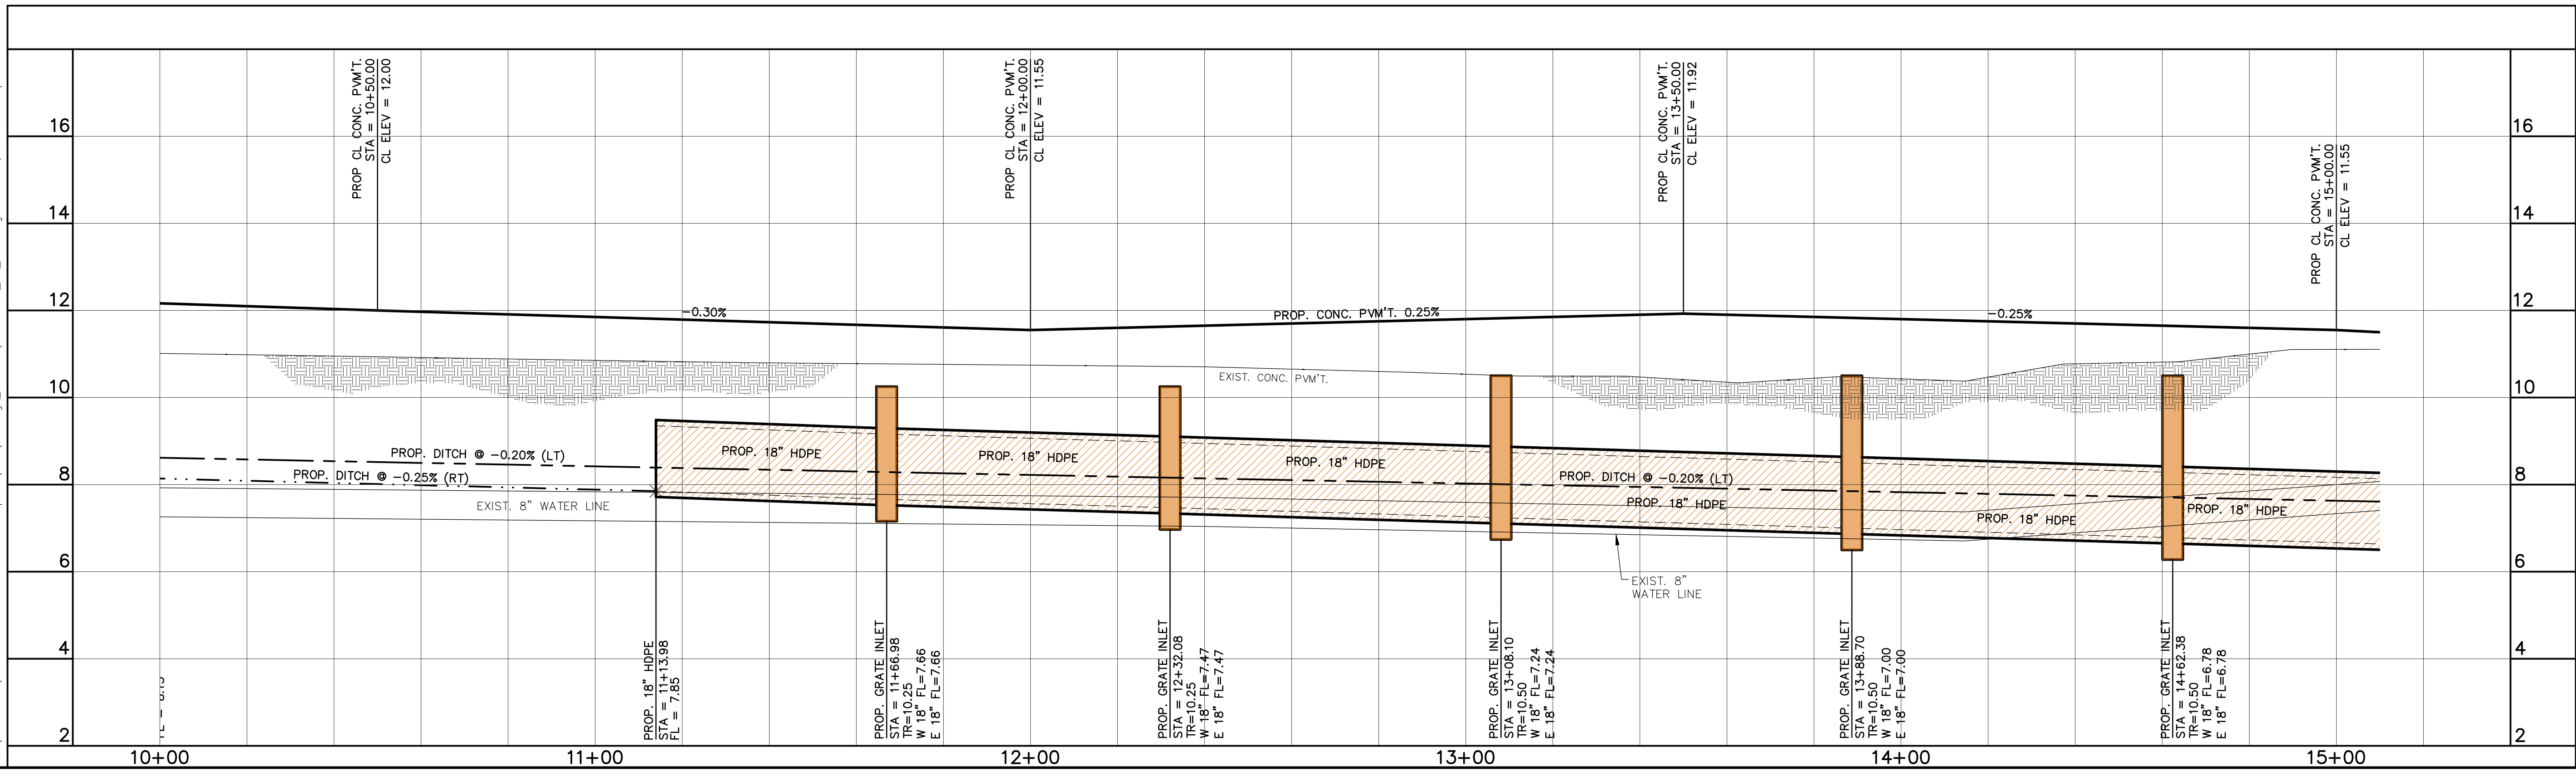 PROP CL CONC. PVM'T.
STA = 10+50.00
CL ELEV = 12.00
PROP CL CONC. PVM'T.
STA = 12+00.00
CL ELEV = 11.55
PROP CL CONC. PVM'T.
STA = 13+50.00
CL ELEV = 11.92
PROP CL CONC. PVM'T.
STA = 15+00.00
CL ELEV = 11.55
16
16
14
14
12
12
-0.30%
PROP. CONC. PVM'T. 0.25%
-0.25%
EXIST. CONC. PVM'T.
10
10
PROP. DITCH @ -0.20% (LT)
PROP. 18" HDPE
PROP. 18" HDPE
PROP. 18" HDPE
8
8
PROP. DITCH @ -0.25% (RT)
PROP. DITCH @ -0.20% (LT)
EXIST. 8" WATER LINE
PROP. 18" HDPE
PROP. 18" HDPE
PROP. 18" HDPE
6
6
EXIST. 8"
WATER LINE
4
4
PROP. 18" HDPE
STA = 11+13.98
FL = 7.85
PROP. GRATE INLET
STA = 11+66.98
TR=10.25
W 18" FL=7.66
E 18" FL=7.66
PROP. GRATE INLET
STA = 12+32.08
TR=10.25
W 18" FL=7.47
E 18" FL=7.47
PROP. GRATE INLET
STA = 13+08.10
TR=10.50
W 18" FL=7.24
E 18" FL=7.24
PROP. GRATE INLET
STA = 13+88.70
TR=10.50
W 18" FL=7.00
E 18" FL=7.00
PROP. GRATE INLET
STA = 14+62.38
TR=10.50
W 18" FL=6.78
E 18" FL=6.78
2
2
10+00
11+00
12+00
13+00
14+00
15+00